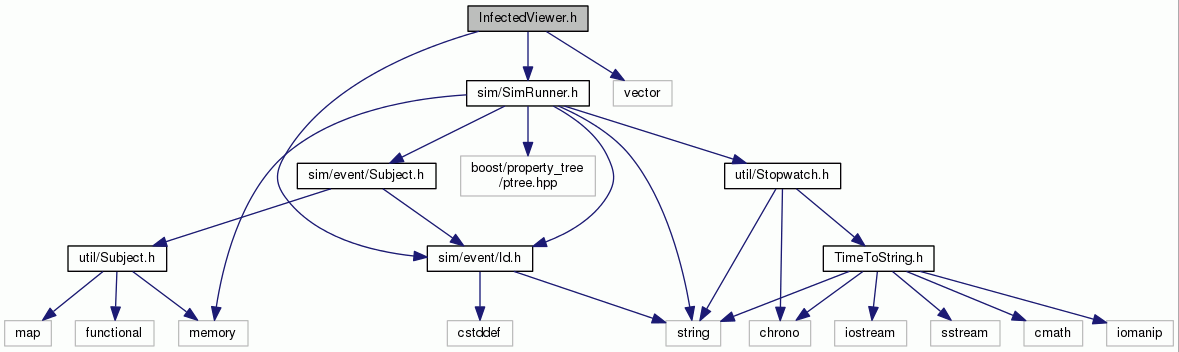 InfectedViewer.h
sim/SimRunner.h
vector
boost/property_tree
/ptree.hpp
sim/event/Subject.h
util/Stopwatch.h
util/Subject.h
sim/event/Id.h
TimeToString.h
map
functional
memory
cstddef
string
chrono
iostream
sstream
cmath
iomanip